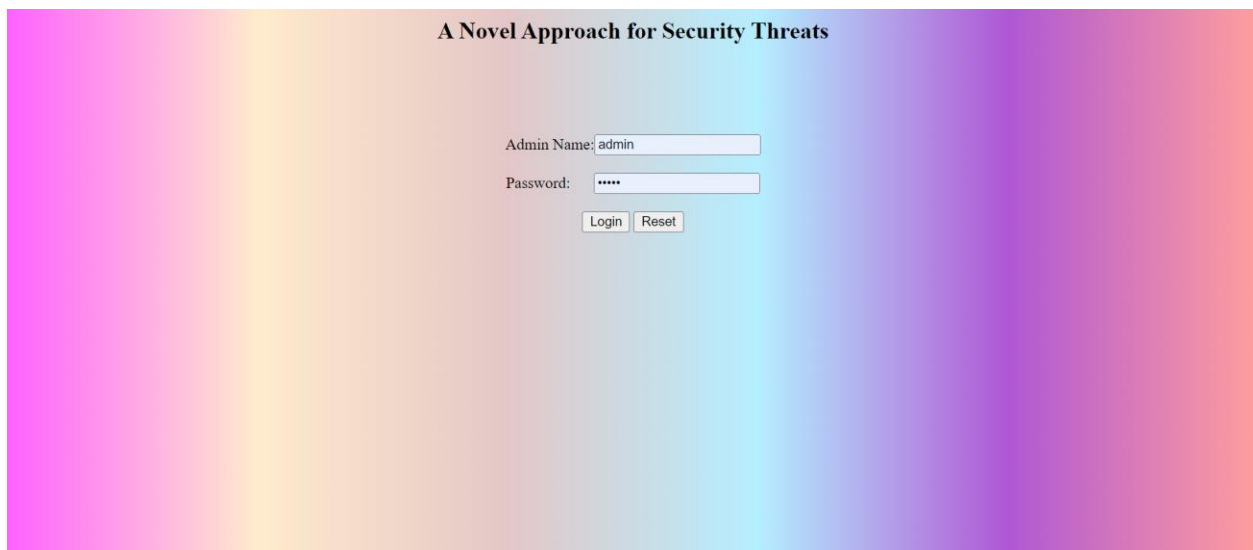 A Novel Approach for Security Threats
Admin Name: admin
Password: •••••
Login Reset